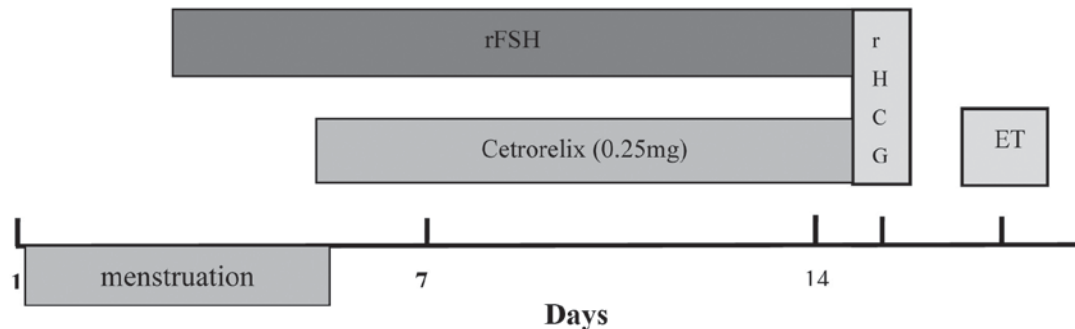 rFSH
r
H
C
G
Cetrorelix (0.25mg)
ET
menstruation
1
7
14
Days